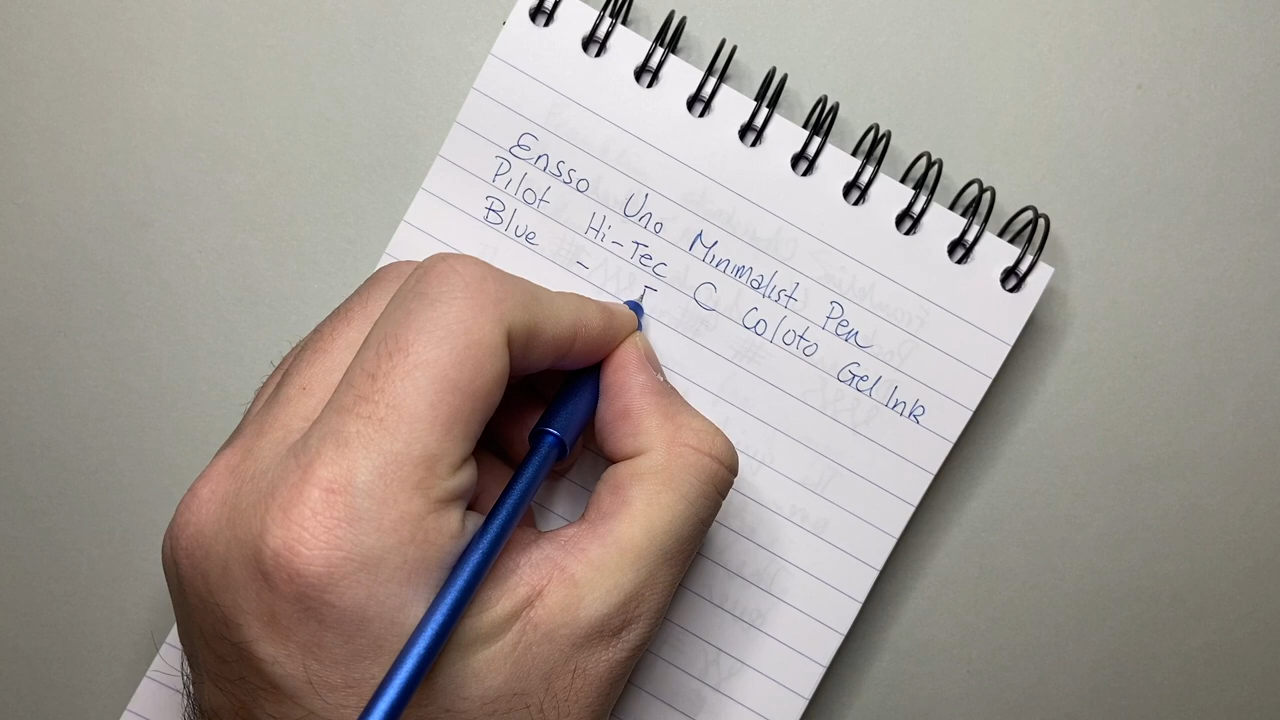 Ensso Uno Minimalist Pen
Pilot Hi-Tec C Coloto Gel Ink
Blue - I